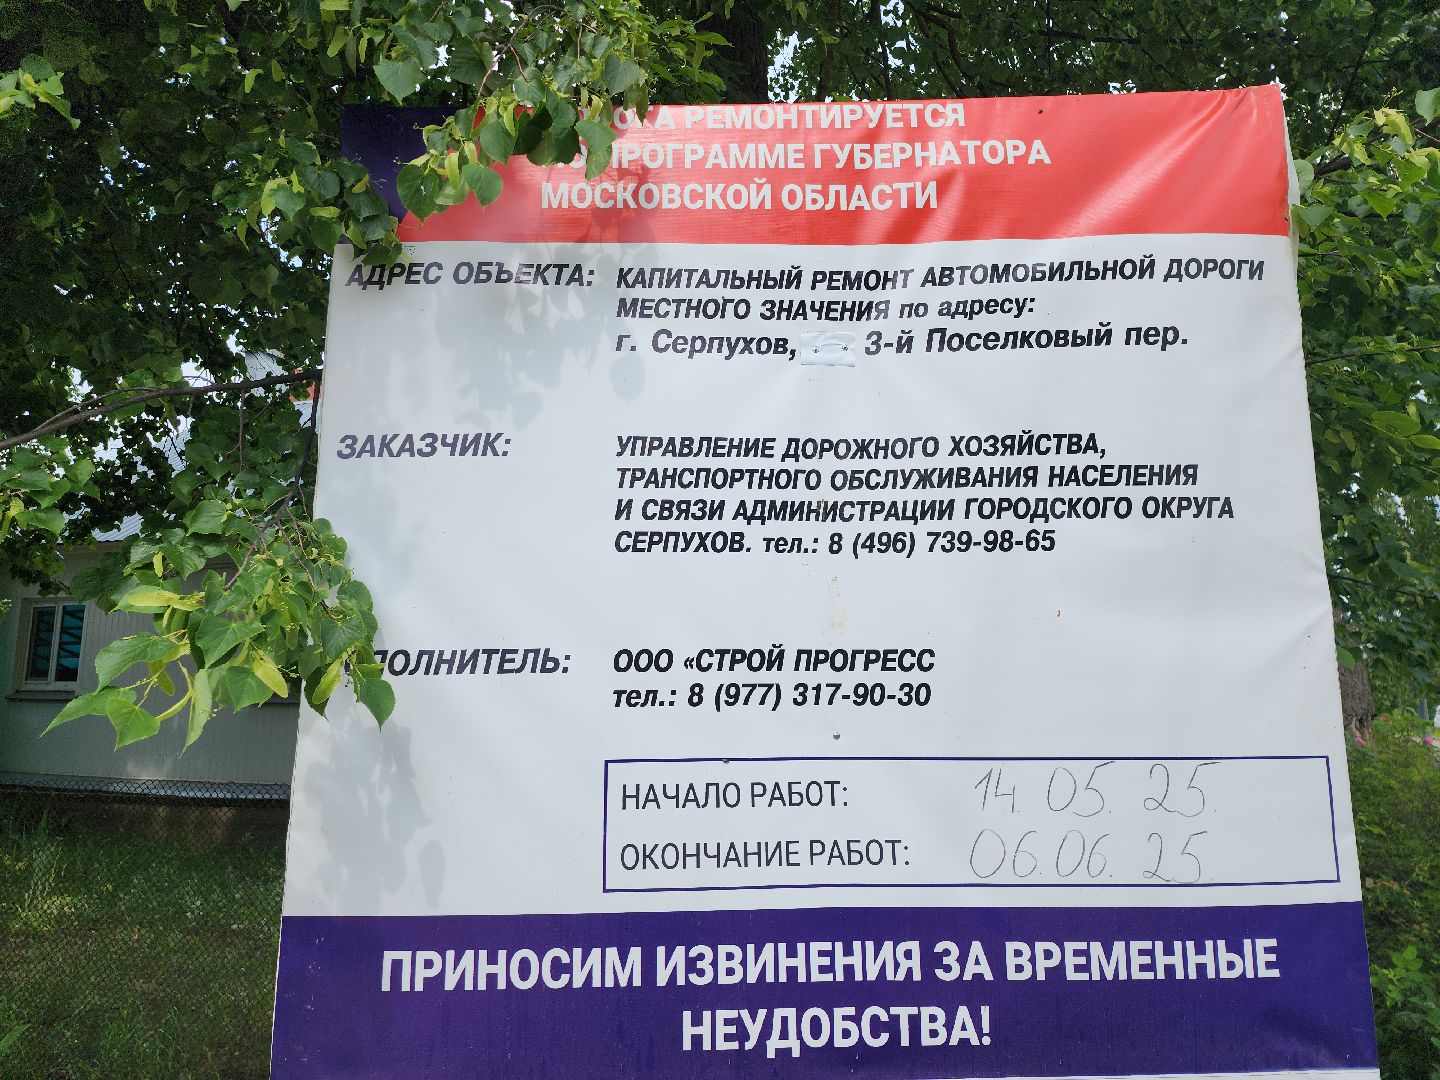 РЕМОНТИРУЕТСЯ
ПРОГРАММЕ ГУБЕРНАТОРА
МОСКОВСКОЙ ОБЛАСТИ
АДРЕС ОБЪЕКТА: КАПИТАЛЬНЫЙ РЕМОНТ АВТОМОБИЛЬНОЙ ДОРОГИ
МЕСТНОГО ЗНАЧЕНИЯ по адресу:
г. Серпухов, 3-й Поселковый пер.
ЗАКАЗЧИК: УПРАВЛЕНИЕ ДОРОЖНОГО ХОЗЯЙСТВА,
ТРАНСПОРТНОГО ОБСЛУЖИВАНИЯ НАСЕЛЕНИЯ
И СВЯЗИ АДМИНИСТРАЦИИ ГОРОДСКОГО ОКРУГА
СЕРПУХОВ. тел.: 8 (496) 739-98-65
ПОЛНИТЕЛЬ: ООО «СТРОЙ ПРОГРЕСС
тел.: 8 (977) 317-90-30
НАЧАЛО РАБОТ: 14. 05. 25.
ОКОНЧАНИЕ РАБОТ: 06.06. 25.
ПРИНОСИМ ИЗВИНЕНИЯ ЗА ВРЕМЕННЫЕ
НЕУДОБСТВА!